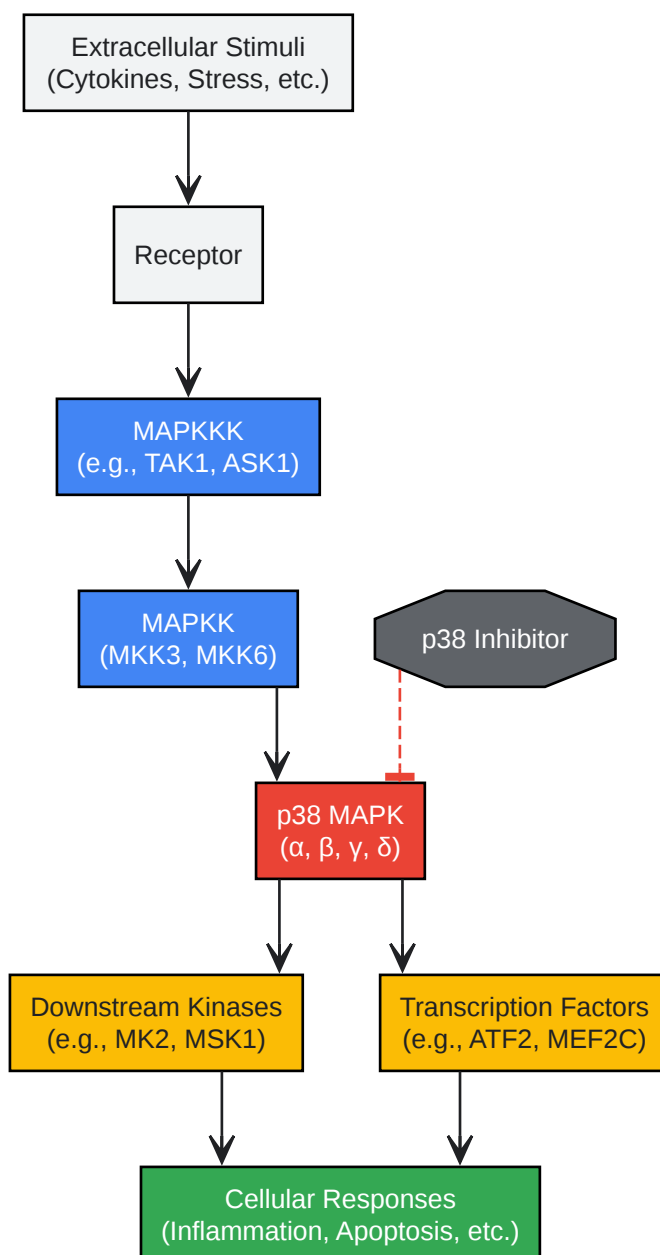 Extracellular Stimuli
(Cytokines, Stress, etc.)
Receptor
MAPKKK
(e.g., TAK1, ASK1)
MAPKK
(MKK3, MKK6)
p38 Inhibitor
p38 MAPK
(α, β, γ, δ)
Downstream Kinases
(e.g., MK2, MSK1)
Transcription Factors
(e.g., ATF2, MEF2C)
Cellular Responses
(Inflammation, Apoptosis, etc.)